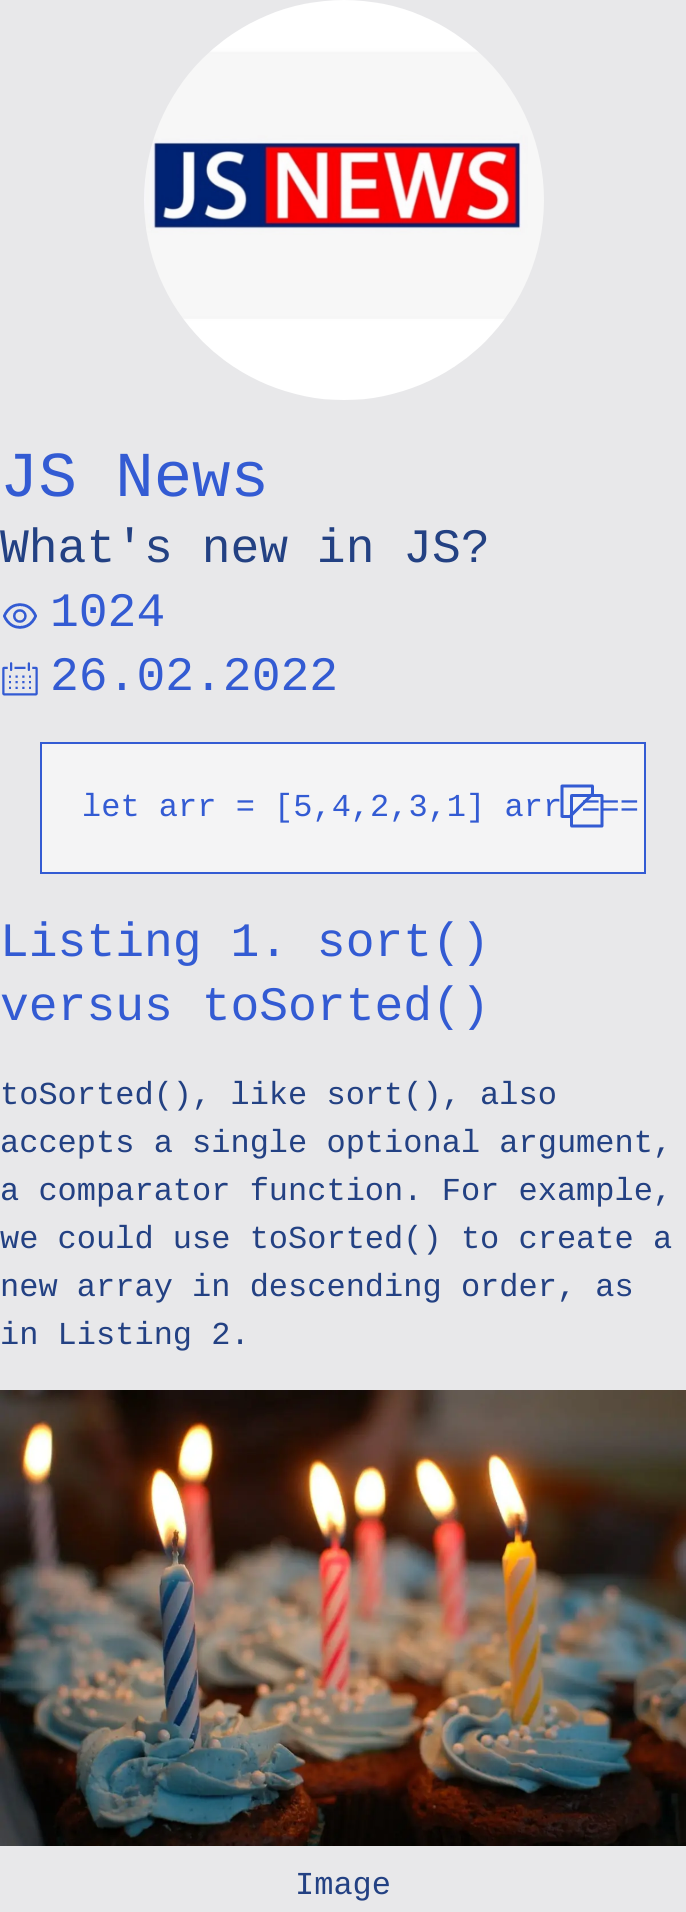 JS NEWS
JS News
What's new in JS?
1024
26.02.2022
let arr = [5,4,2,3,1] arr ===
Listing 1. sort()
versus toSorted()
toSorted(), like sort(), also
accepts a single optional argument,
a comparator function. For example,
we could use toSorted() to create a
new array in descending order, as
in Listing 2.
Image